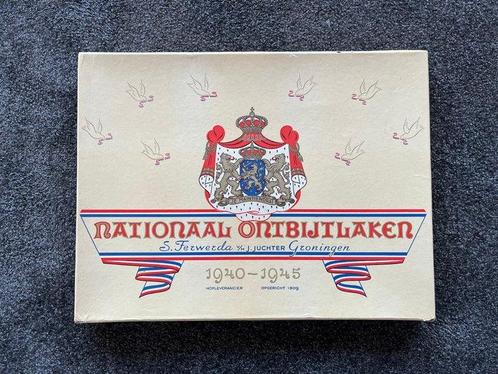 NATIONAAL ONTBIJTLAKEN
S. Ferwerda v/h J. JUCHTER Groningen
1940-1945
HOFLEVERANCIER OPGERICHT 1809